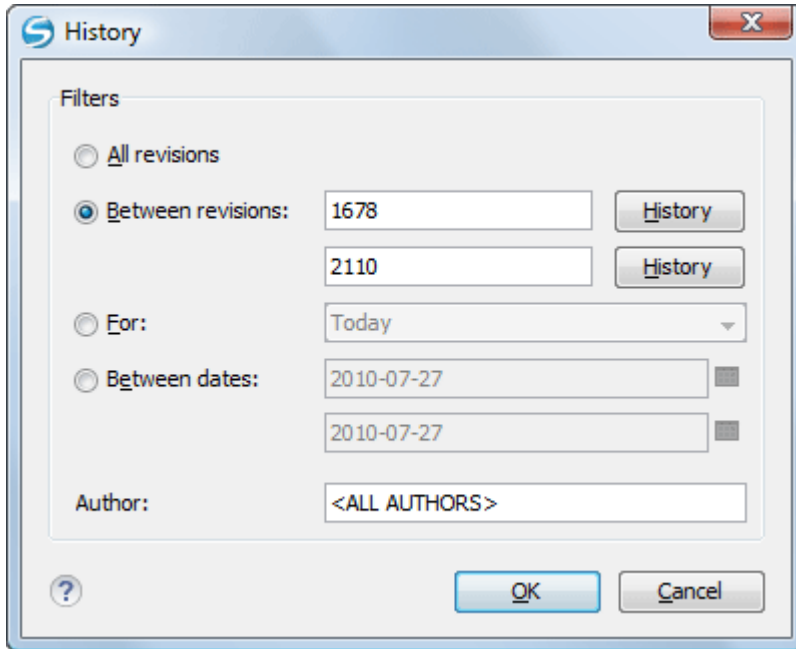 History
Filters
All revisions
Between revisions: 1678 History
2110 History
For: Today
Between dates: 2010-07-27
2010-07-27
Author: <ALL AUTHORS>
? OK Cancel